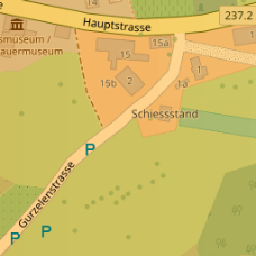 Hauptstrasse
237.2
smuseum /
auermuseum
15
15a
2
15b
1
1a
Schiessstand
P
Gurzelenstrasse
P
P